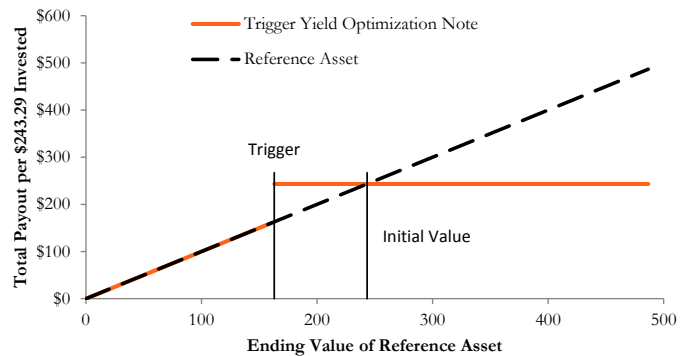 $600
$500
$400
$300
$200
$100
$0
Total Payout per $243.29 Invested
Trigger Yield Optimization Note
Reference Asset
Trigger
Initial Value
0 100 200 300 400 500
Ending Value of Reference Asset